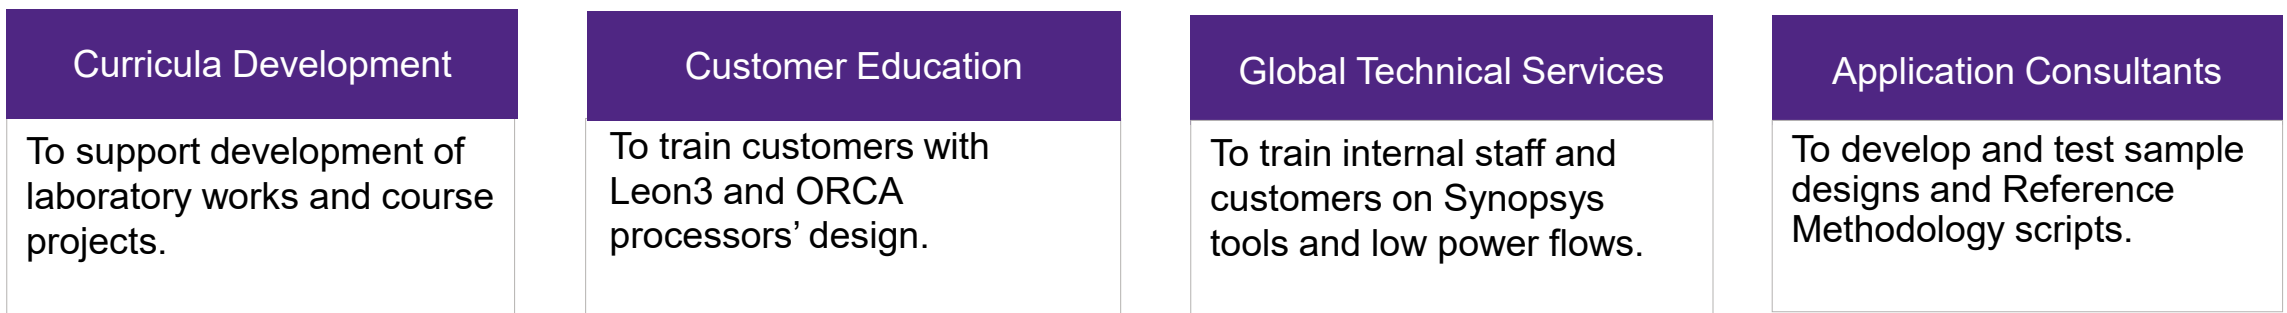 Curricula Development
To support development of
laboratory works and course
projects.
Customer Education
To train customers with
Leon3 and ORCA
processors’ design.
Global Technical Services
To train internal staff and
customers on Synopsys
tools and low power flows.
Application Consultants
To develop and test sample
designs and Reference
Methodology scripts.